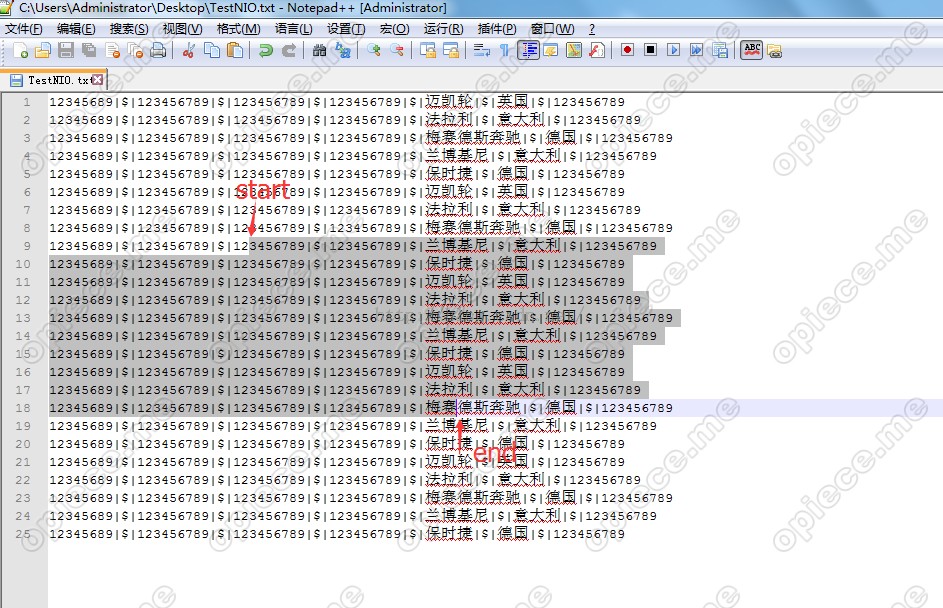 C:\Users\Administrator\Desktop\TestNIO.txt - Notepad++ [Administrator]
文件(F) 编辑(E) 搜索(S) 视图(V) 格式(M) 语言(L) 设置(T) 宏(O) 运行(R) 插件(P) 窗口(W) ?
ABC
TestNIO.txt
1 12345689|$|123456789|$|123456789|$|123456789|$|迈凯轮|$|英国|$|123456789
2 12345689|$|123456789|$|123456789|$|123456789|$|法拉利|$|意大利|$|123456789
3 12345689|$|123456789|$|123456789|$|123456789|$|梅赛德斯奔驰|$|德国|$|123456789
4 12345689|$|123456789|$|123456789|$|123456789|$|兰博基尼|$|意大利|$|123456789
5 12345689|$|123456789|$|123456789|$|123456789|$|保时捷|$|德国|$|123456789
6 12345689|$|123456789|$|123456789|$|123456789|$|迈凯轮|$|英国|$|123456789
start
7 12345689|$|123456789|$|123456789|$|123456789|$|法拉利|$|意大利|$|123456789
8 12345689|$|123456789|$|123456789|$|123456789|$|梅赛德斯奔驰|$|德国|$|123456789
9 12345689|$|123456789|$|123456789|$|123456789|$|兰博基尼|$|意大利|$|123456789
10 12345689|$|123456789|$|123456789|$|123456789|$|保时捷|$|德国|$|123456789
11 12345689|$|123456789|$|123456789|$|123456789|$|迈凯轮|$|英国|$|123456789
12 12345689|$|123456789|$|123456789|$|123456789|$|法拉利|$|意大利|$|123456789
13 12345689|$|123456789|$|123456789|$|123456789|$|梅赛德斯奔驰|$|德国|$|123456789
14 12345689|$|123456789|$|123456789|$|123456789|$|兰博基尼|$|意大利|$|123456789
15 12345689|$|123456789|$|123456789|$|123456789|$|保时捷|$|德国|$|123456789
16 12345689|$|123456789|$|123456789|$|123456789|$|迈凯轮|$|英国|$|123456789
17 12345689|$|123456789|$|123456789|$|123456789|$|法拉利|$|意大利|$|123456789
18 12345689|$|123456789|$|123456789|$|123456789|$|梅赛德斯奔驰|$|德国|$|123456789
19 12345689|$|123456789|$|123456789|$|123456789|$|兰博基尼|$|意大利|$|123456789
20 12345689|$|123456789|$|123456789|$|123456789|$|保时捷|$|德国|$|123456789
end
21 12345689|$|123456789|$|123456789|$|123456789|$|迈凯轮|$|英国|$|123456789
22 12345689|$|123456789|$|123456789|$|123456789|$|法拉利|$|意大利|$|123456789
23 12345689|$|123456789|$|123456789|$|123456789|$|梅赛德斯奔驰|$|德国|$|123456789
24 12345689|$|123456789|$|123456789|$|123456789|$|兰博基尼|$|意大利|$|123456789
25 12345689|$|123456789|$|123456789|$|123456789|$|保时捷|$|德国|$|123456789
opiece.me
opiece.me
opiece.me
opiece.me
opiece.me